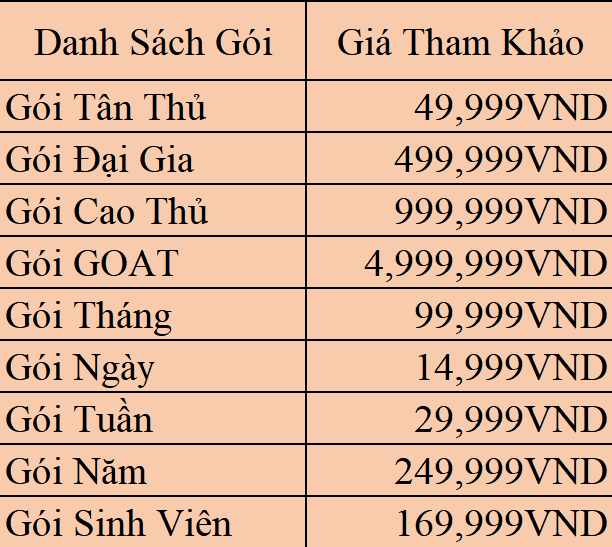 Danh Sách Gói Giá Tham Khảo
Gói Tân Thủ 49,999VND
Gói Đại Gia 499,999VND
Gói Cao Thủ 999,999VND
Gói GOAT 4,999,999VND
Gói Tháng 99,999VND
Gói Ngày 14,999VND
Gói Tuần 29,999VND
Gói Năm 249,999VND
Gói Sinh Viên 169,999VND